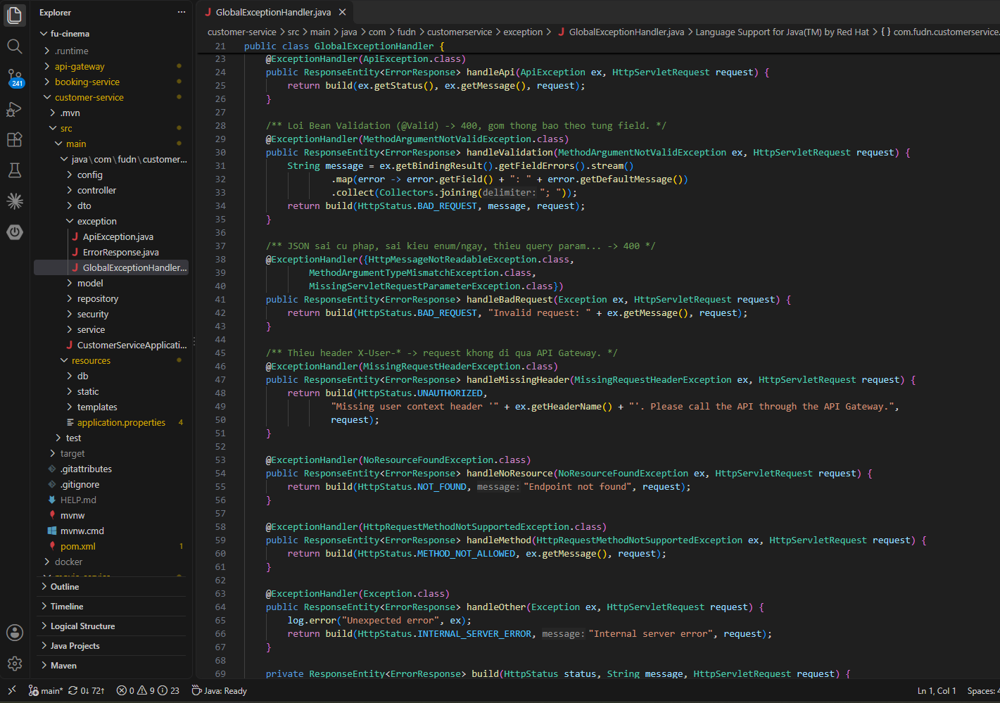 Explorer
fu-cinema
.runtime
api-gateway
booking-service
customer-service
.mvn
src
main
java\com\fudn\customer...
config
controller
dto
exception
ApiException.java
ErrorResponse.java
GlobalExceptionHandler...
model
repository
security
service
CustomerServiceApplicati...
resources
db
static
templates
application.properties 4
test
target
.gitattributes
.gitignore
HELP.md
mvnw
mvnw.cmd
pom.xml 1
docker
Outline
Timeline
Logical Structure
Java Projects
Maven
241
GlobalExceptionHandler.java
customer-service > src > main > java > com > fudn > customerservice > exception > GlobalExceptionHandler.java > Language Support for Java(TM) by Red Hat > {} com.fudn.customerservice.
21 public class GlobalExceptionHandler {
23 @ExceptionHandler(ApiException.class)
24 public ResponseEntity<ErrorResponse> handleApi(ApiException ex, HttpServletRequest request) {
25 return build(ex.getStatus(), ex.getMessage(), request);
26 }
27
28 /** Loi Bean Validation (@Valid) -> 400, gom thong bao theo tung field. */
29 @ExceptionHandler(MethodArgumentNotValidException.class)
30 public ResponseEntity<ErrorResponse> handleValidation(MethodArgumentNotValidException ex, HttpServletRequest request) {
31 String message = ex.getBindingResult().getFieldErrors().stream()
32 .map(error -> error.getField() + ": " + error.getDefaultMessage())
33 .collect(Collectors.joining(delimiter: "; "));
34 return build(HttpStatus.BAD_REQUEST, message, request);
35 }
36
37 /** JSON sai cu phap, sai kieu enum/ngay, thieu query param... -> 400 */
38 @ExceptionHandler({HttpMessageNotReadableException.class,
39 MethodArgumentTypeMismatchException.class,
40 MissingServletRequestParameterException.class})
41 public ResponseEntity<ErrorResponse> handleBadRequest(Exception ex, HttpServletRequest request) {
42 return build(HttpStatus.BAD_REQUEST, "Invalid request: " + ex.getMessage(), request);
43 }
44
45 /** Thieu header X-User-* -> request khong di qua API Gateway. */
46 @ExceptionHandler(MissingRequestHeaderException.class)
47 public ResponseEntity<ErrorResponse> handleMissingHeader(MissingRequestHeaderException ex, HttpServletRequest request) {
48 return build(HttpStatus.UNAUTHORIZED,
49 "Missing user context header '" + ex.getHeaderName() + "'. Please call the API through the API Gateway.",
50 request);
51 }
52
53 @ExceptionHandler(NoResourceFoundException.class)
54 public ResponseEntity<ErrorResponse> handleNoResource(NoResourceFoundException ex, HttpServletRequest request) {
55 return build(HttpStatus.NOT_FOUND, message: "Endpoint not found", request);
56 }
57
58 @ExceptionHandler(HttpRequestMethodNotSupportedException.class)
59 public ResponseEntity<ErrorResponse> handleMethod(HttpRequestMethodNotSupportedException ex, HttpServletRequest request) {
60 return build(HttpStatus.METHOD_NOT_ALLOWED, ex.getMessage(), request);
61 }
62
63 @ExceptionHandler(Exception.class)
64 public ResponseEntity<ErrorResponse> handleOther(Exception ex, HttpServletRequest request) {
65 log.error("Unexpected error", ex);
66 return build(HttpStatus.INTERNAL_SERVER_ERROR, message: "Internal server error", request);
67 }
68
69 private ResponseEntity<ErrorResponse> build(HttpStatus status, String message, HttpServletRequest request) {
main* 0↓ 72↑ 0 9 23 Java: Ready Ln 1, Col 1 Spaces: